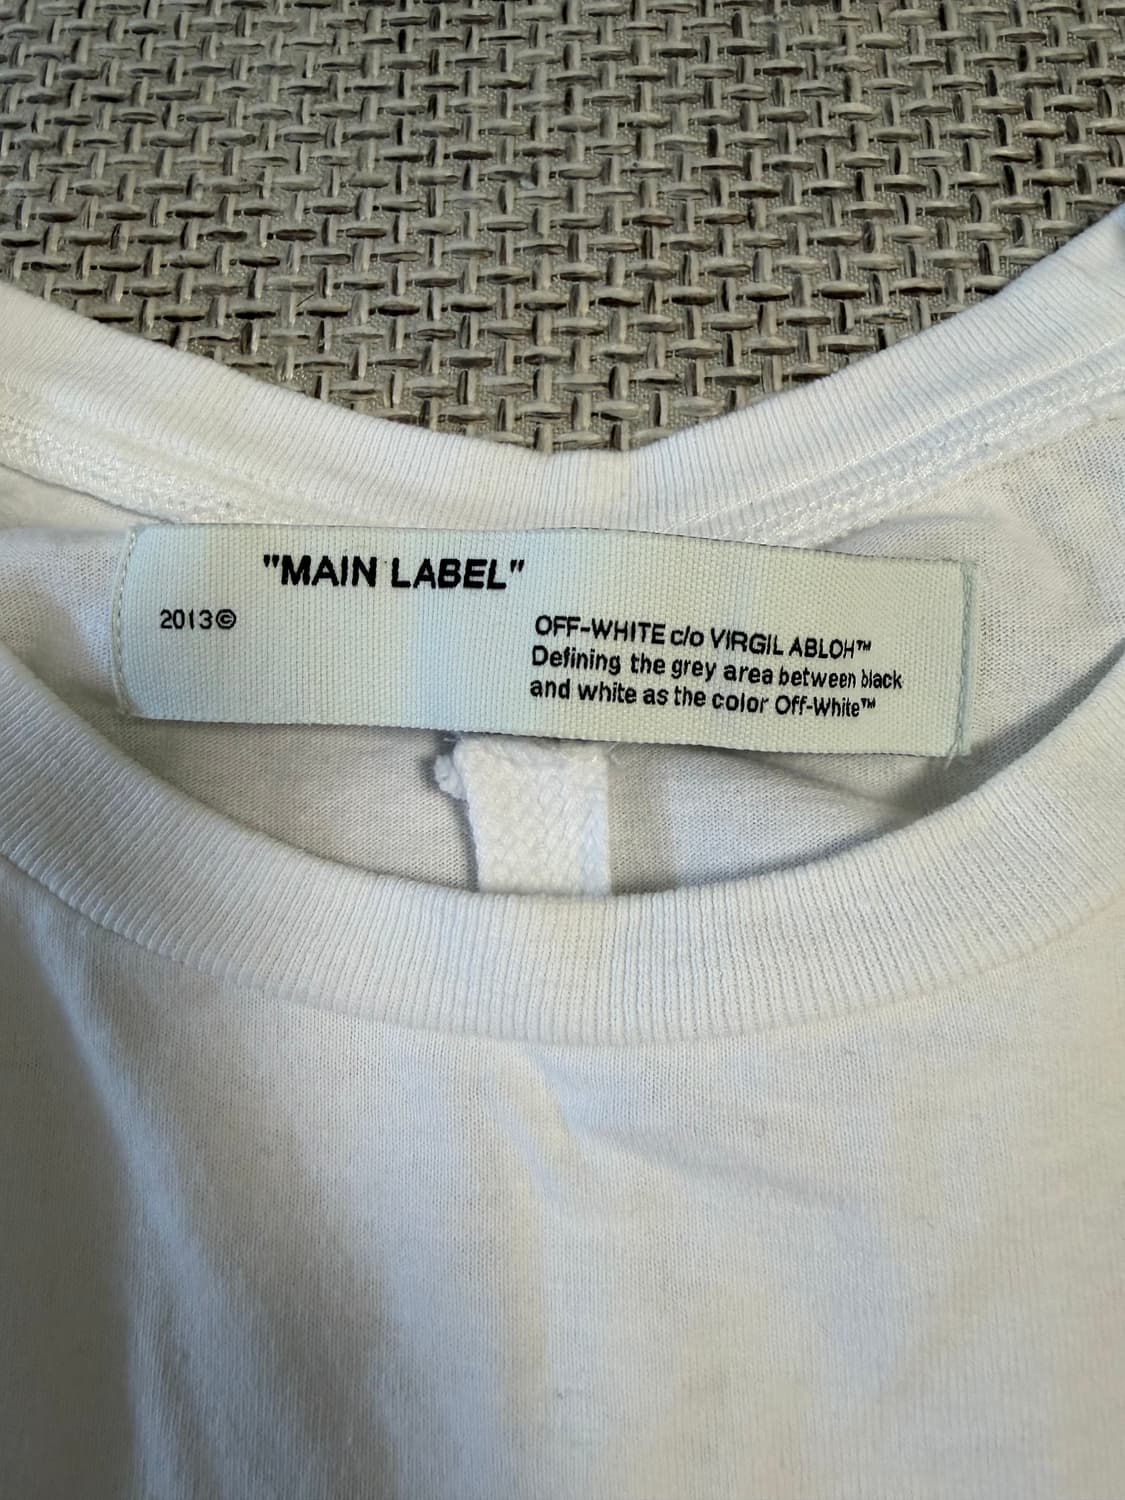 "MAIN LABEL"
2013©
OFF-WHITE c/o VIRGIL ABLOH™
Defining the grey area between black
and white as the color Off-White™